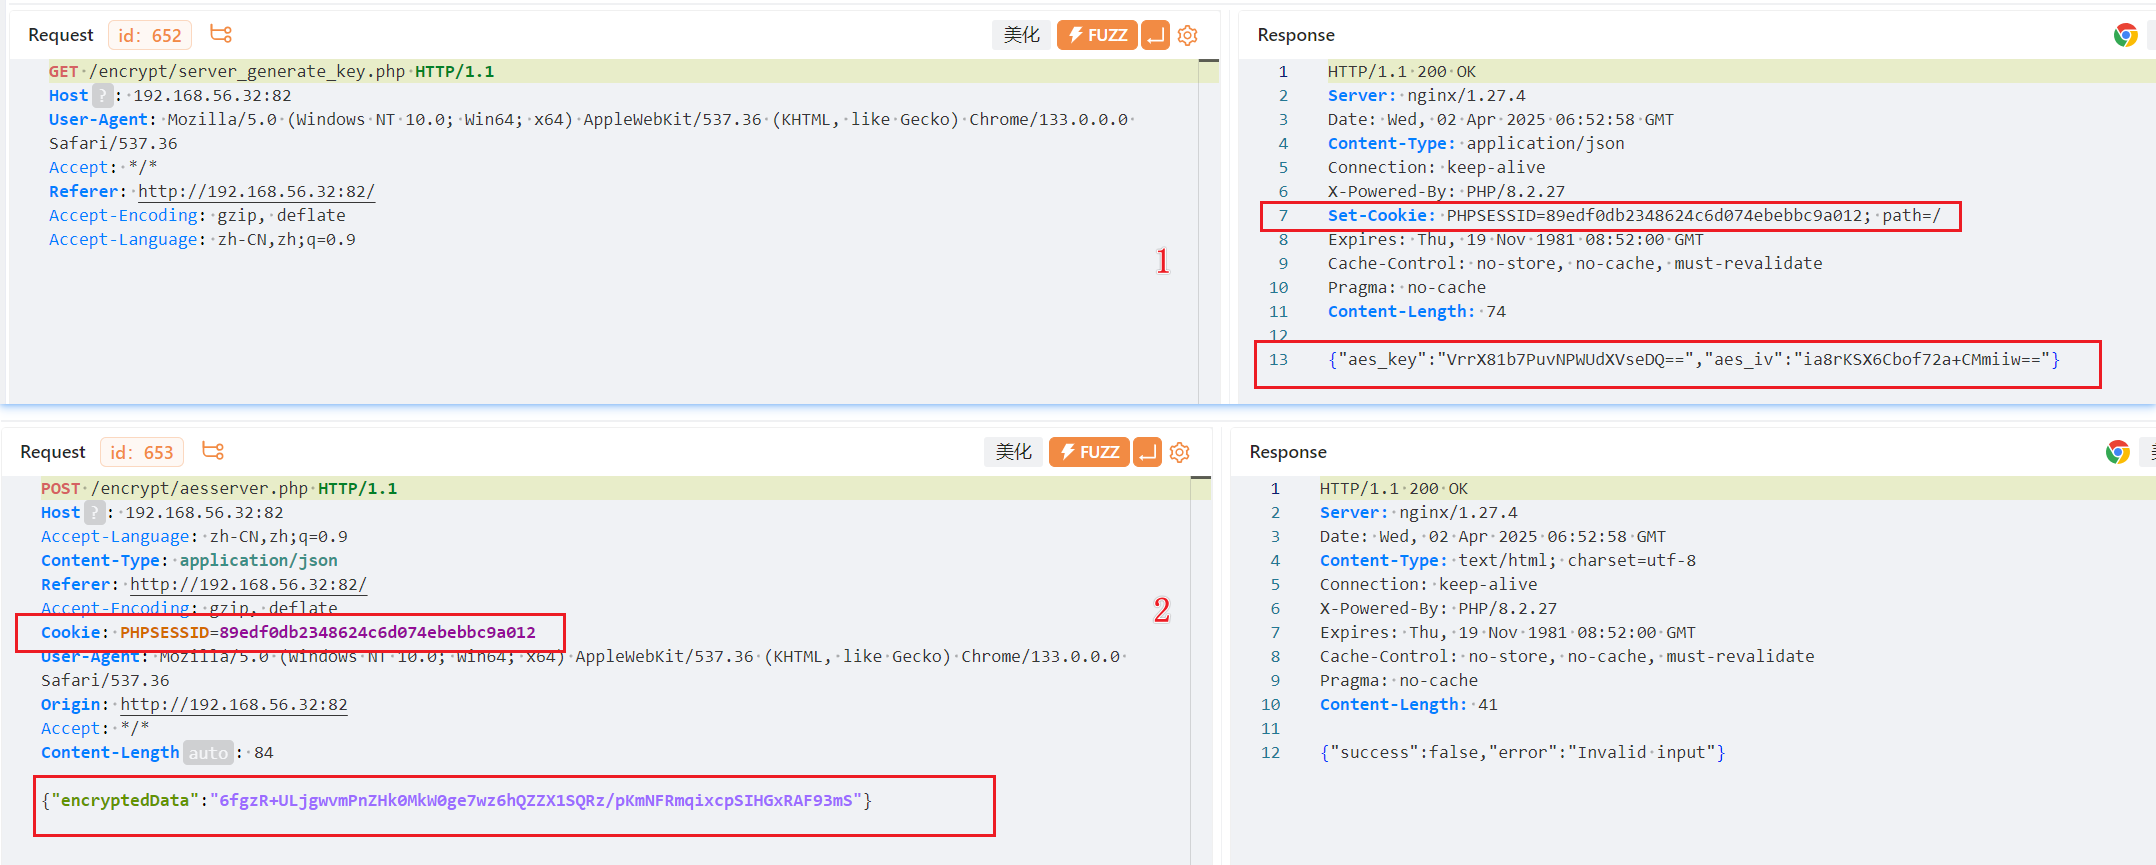 Request id: 652 美化 FUZZ
GET /encrypt/server_generate_key.php HTTP/1.1
Host ? : 192.168.56.32:82
User-Agent: Mozilla/5.0 (Windows NT 10.0; Win64; x64) AppleWebKit/537.36 (KHTML, like Gecko) Chrome/133.0.0.0
Safari/537.36
Accept: */*
Referer: http://192.168.56.32:82/
Accept-Encoding: gzip, deflate
Accept-Language: zh-CN,zh;q=0.9
1
Response
1 HTTP/1.1 200 OK
2 Server: nginx/1.27.4
3 Date: Wed, 02 Apr 2025 06:52:58 GMT
4 Content-Type: application/json
5 Connection: keep-alive
6 X-Powered-By: PHP/8.2.27
7 Set-Cookie: PHPSESSID=89edf0db2348624c6d074ebebbc9a012; path=/
8 Expires: Thu, 19 Nov 1981 08:52:00 GMT
9 Cache-Control: no-store, no-cache, must-revalidate
10 Pragma: no-cache
11 Content-Length: 74
12
13 {"aes_key":"VrrX81b7PuvNPWUdXVseDQ==","aes_iv":"ia8rKSX6Cbof72a+CMmiiw=="}
Request id: 653 美化 FUZZ
POST /encrypt/aesserver.php HTTP/1.1
Host ? : 192.168.56.32:82
Accept-Language: zh-CN,zh;q=0.9
Content-Type: application/json
Referer: http://192.168.56.32:82/
Accept-Encoding: gzip, deflate
Cookie: PHPSESSID=89edf0db2348624c6d074ebebbc9a012
User-Agent: Mozilla/5.0 (Windows NT 10.0; Win64; x64) AppleWebKit/537.36 (KHTML, like Gecko) Chrome/133.0.0.0
Safari/537.36
Origin: http://192.168.56.32:82
Accept: */*
Content-Length auto : 84
{"encryptedData":"6fgzR+ULjgwvmPnZHk0MkW0ge7wz6hQZZX1SQRz/pKmNFRmqixcpSIHGxRAF93mS"}
2
Response
1 HTTP/1.1 200 OK
2 Server: nginx/1.27.4
3 Date: Wed, 02 Apr 2025 06:52:58 GMT
4 Content-Type: text/html; charset=utf-8
5 Connection: keep-alive
6 X-Powered-By: PHP/8.2.27
7 Expires: Thu, 19 Nov 1981 08:52:00 GMT
8 Cache-Control: no-store, no-cache, must-revalidate
9 Pragma: no-cache
10 Content-Length: 41
11
12 {"success":false,"error":"Invalid input"}